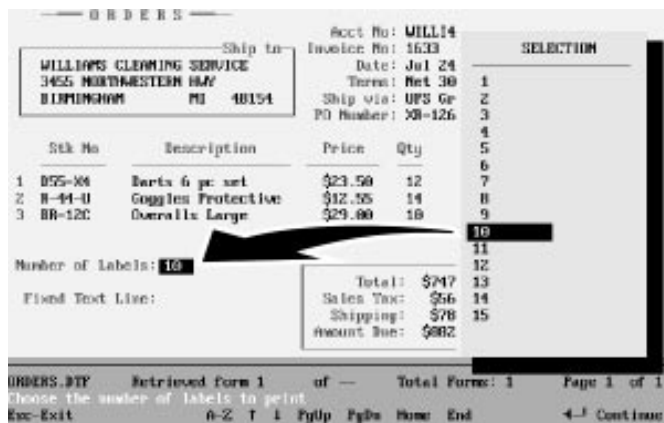 ORDERS
Ship to
WILLIAMS CLEANING SERVICE
3455 NORTHWESTERN HWY
BIRMINGHAM MI 48154
Acct No: WILLI4
Invoice No: 1633
Date: Jul 24
Terms: Net 30
Ship via: UPS Gr
PO Number: XR-126
Stk No Description Price Qty
1 D55-X4 Darts 6 pc set $23.50 12
2 N-44-U Goggles Protective $12.55 14
3 BR-12C Overalls Large $29.00 10
Number of Labels: 10
Fixed Text Line:
Total: $747
Sales Tax: $56
Shipping: $78
Amount Due: $882
SELECTION
1
2
3
4
5
6
7
8
9
10
11
12
13
14
15
ORDERS.DTF Retrieved form 1 of -- Total Forms: 1 Page 1 of 1
Choose the number of labels to print
Esc-Exit A-Z ↑ ↓ PgUp PgDn Home End ↵ Continue